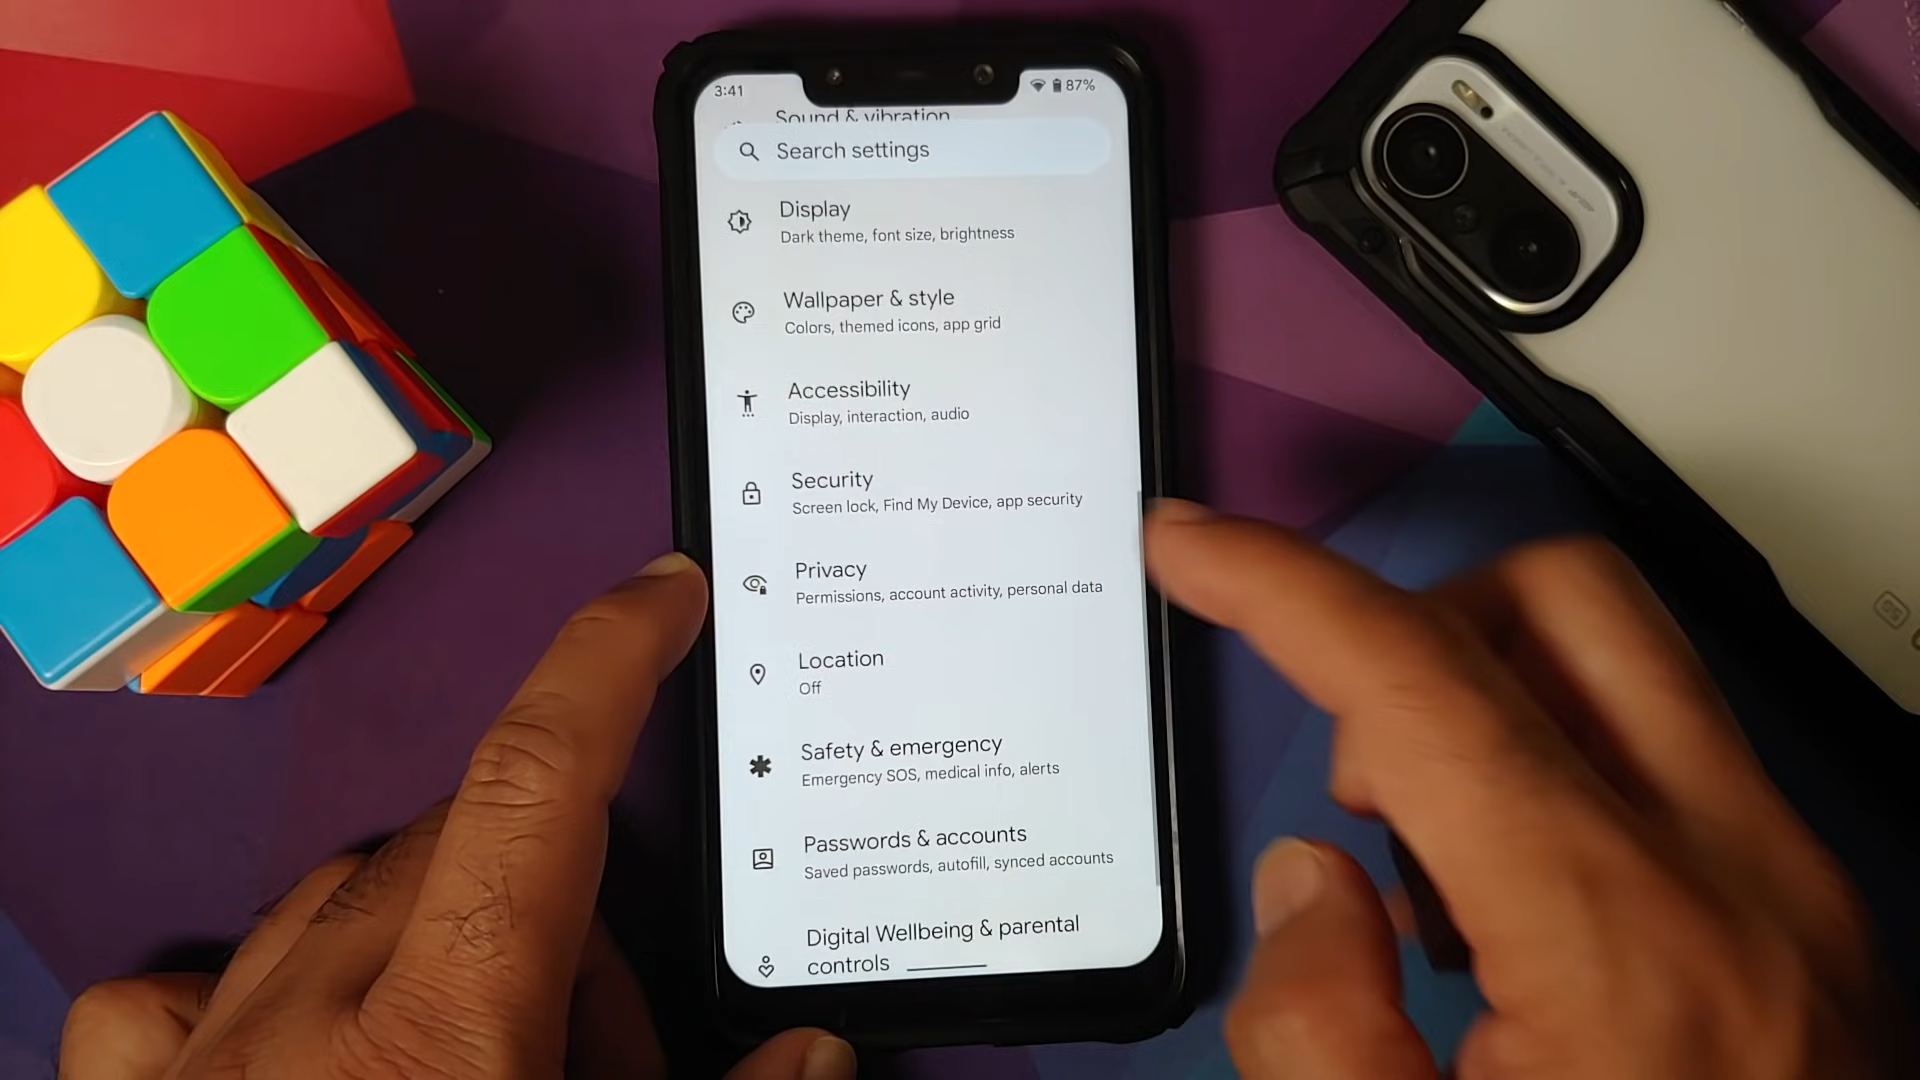 3:41
87%
Sound & vibration
Search settings
Display
Dark theme, font size, brightness
Wallpaper & style
Colors, themed icons, app grid
Accessibility
Display, interaction, audio
Security
Screen lock, Find My Device, app security
Privacy
Permissions, account activity, personal data
Location
Off
Safety & emergency
Emergency SOS, medical info, alerts
Passwords & accounts
Saved passwords, autofill, synced accounts
Digital Wellbeing & parental
controls